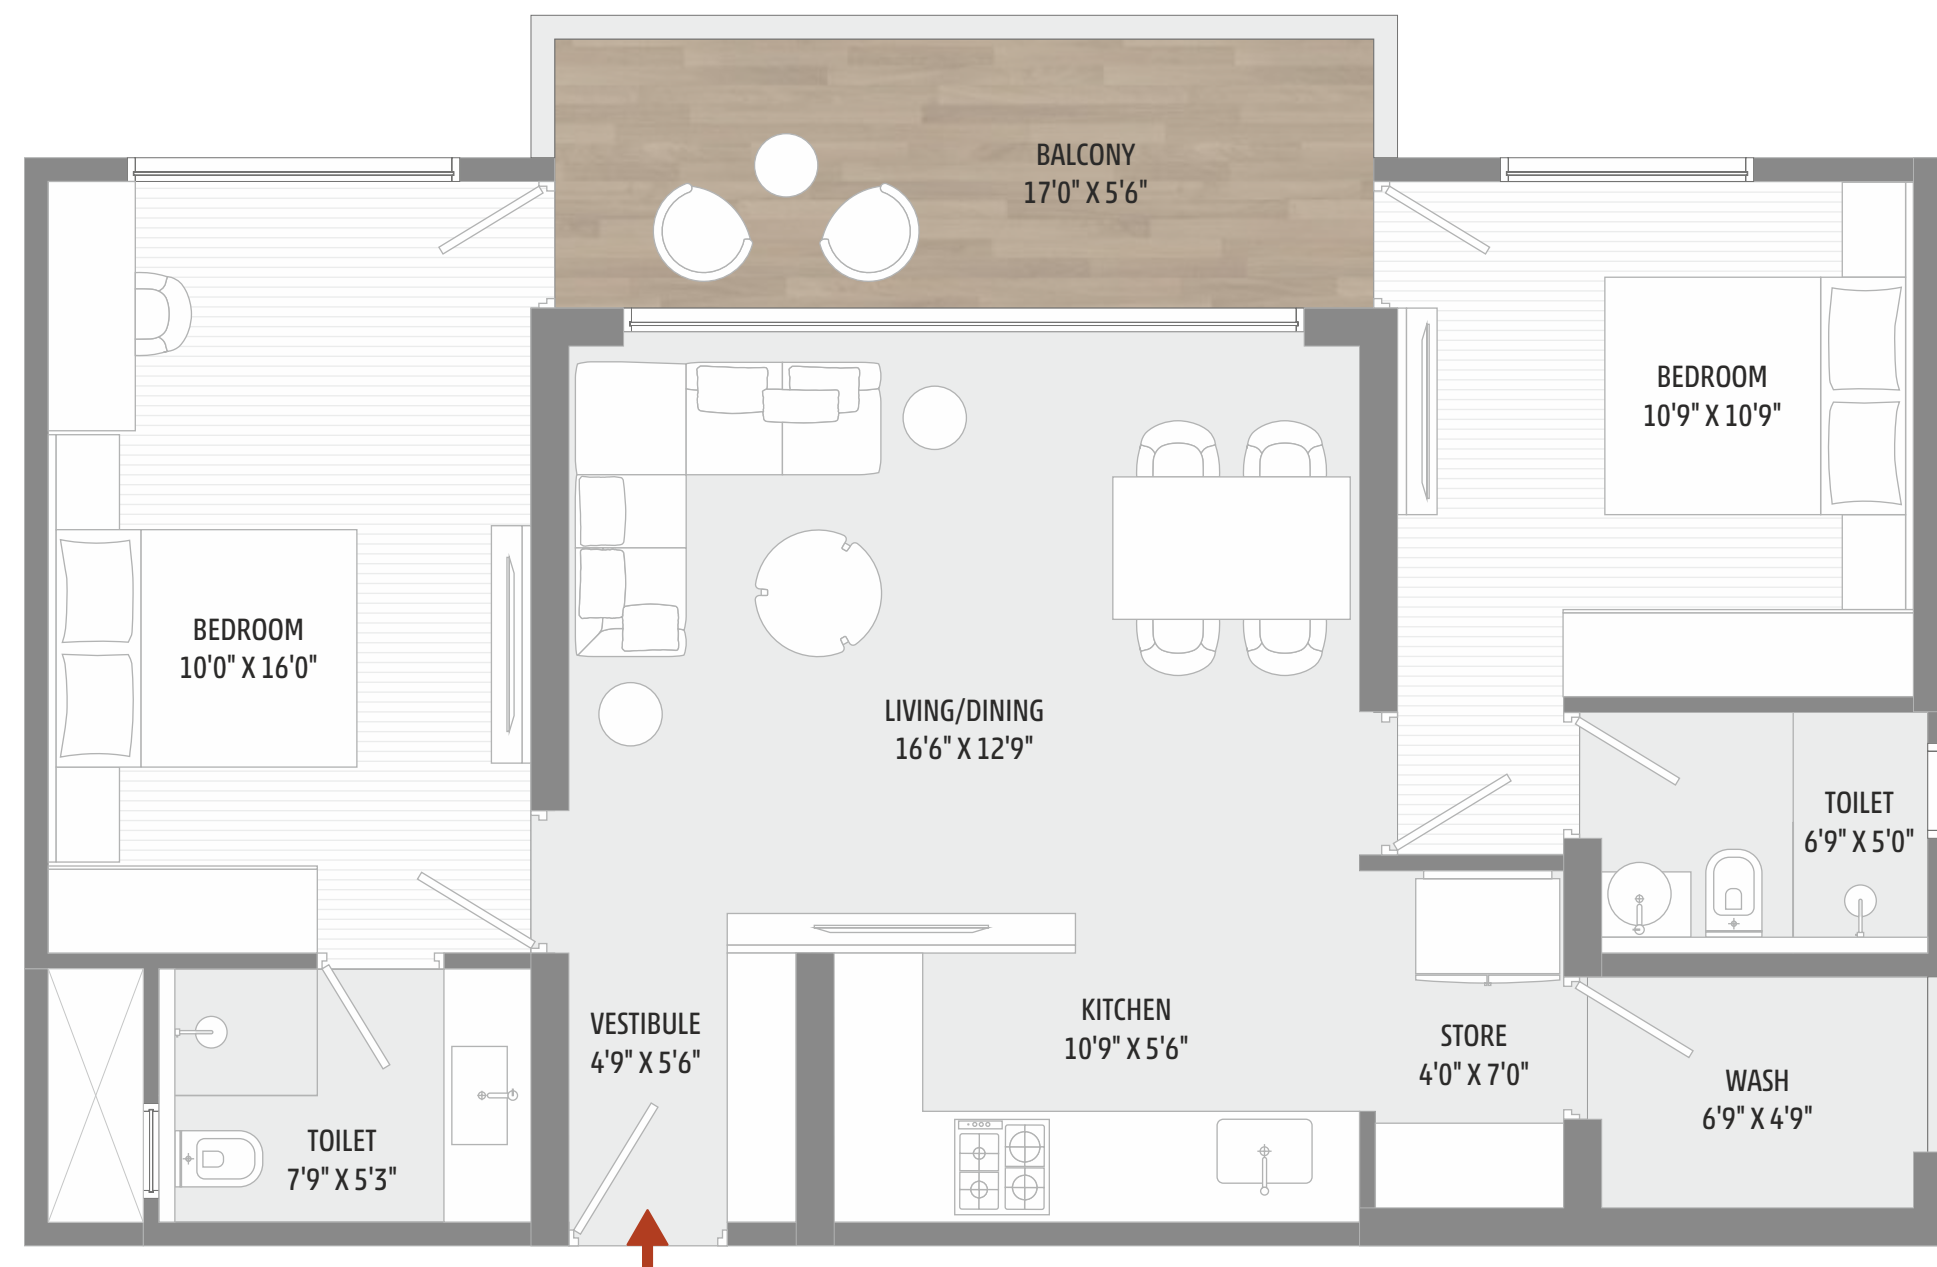 BALCONY
17'0" X 5'6"
BEDROOM
10'9" X 10'9"
BEDROOM
10'0" X 16'0"
LIVING/DINING
16'6" X 12'9"
TOILET
6'9" X 5'0"
VESTIBULE
4'9" X 5'6"
KITCHEN
10'9" X 5'6"
STORE
4'0" X 7'0"
WASH
6'9" X 4'9"
TOILET
7'9" X 5'3"